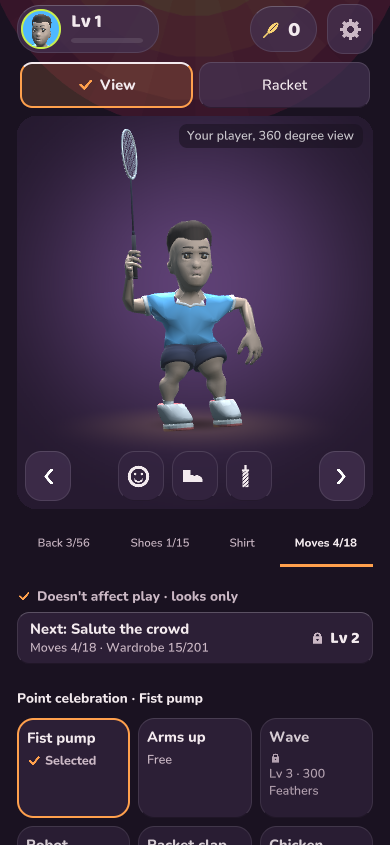 Lv 1
0
View
Racket
Your player, 360 degree view
Back 3/56
Shoes 1/15
Shirt
Moves 4/18
Doesn't affect play · looks only
Next: Salute the crowd
Moves 4/18 · Wardrobe 15/201
Lv 2
Point celebration · Fist pump
Fist pump
Selected
Arms up
Free
Wave
Lv 3 · 300
Feathers
Robot
Racket clap
Chicken